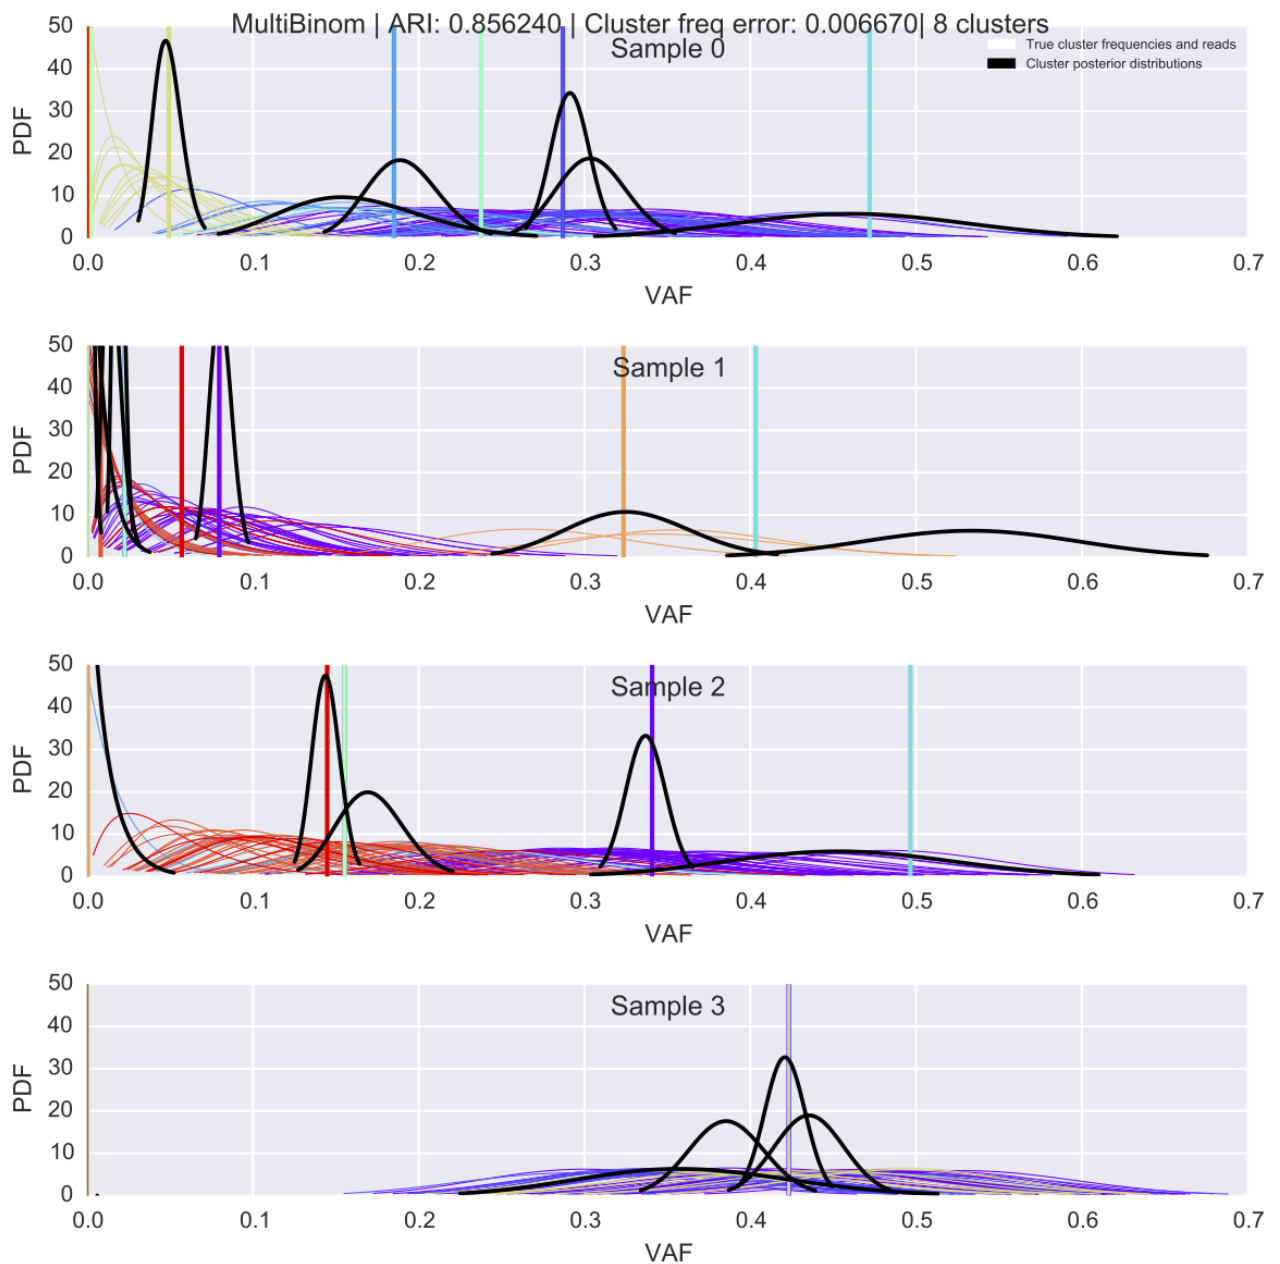 MultiBinom | ARI: 0.856240 | Cluster freq error: 0.006670| 8 clusters
Sample 0
True cluster frequencies and reads
Cluster posterior distributions
50
40
30
20
10
0
PDF
0.0 0.1 0.2 0.3 0.4 0.5 0.6 0.7
VAF
Sample 1
50
40
30
20
10
0
PDF
0.0 0.1 0.2 0.3 0.4 0.5 0.6 0.7
VAF
Sample 2
50
40
30
20
10
0
PDF
0.0 0.1 0.2 0.3 0.4 0.5 0.6 0.7
VAF
Sample 3
50
40
30
20
10
0
PDF
0.0 0.1 0.2 0.3 0.4 0.5 0.6 0.7
VAF